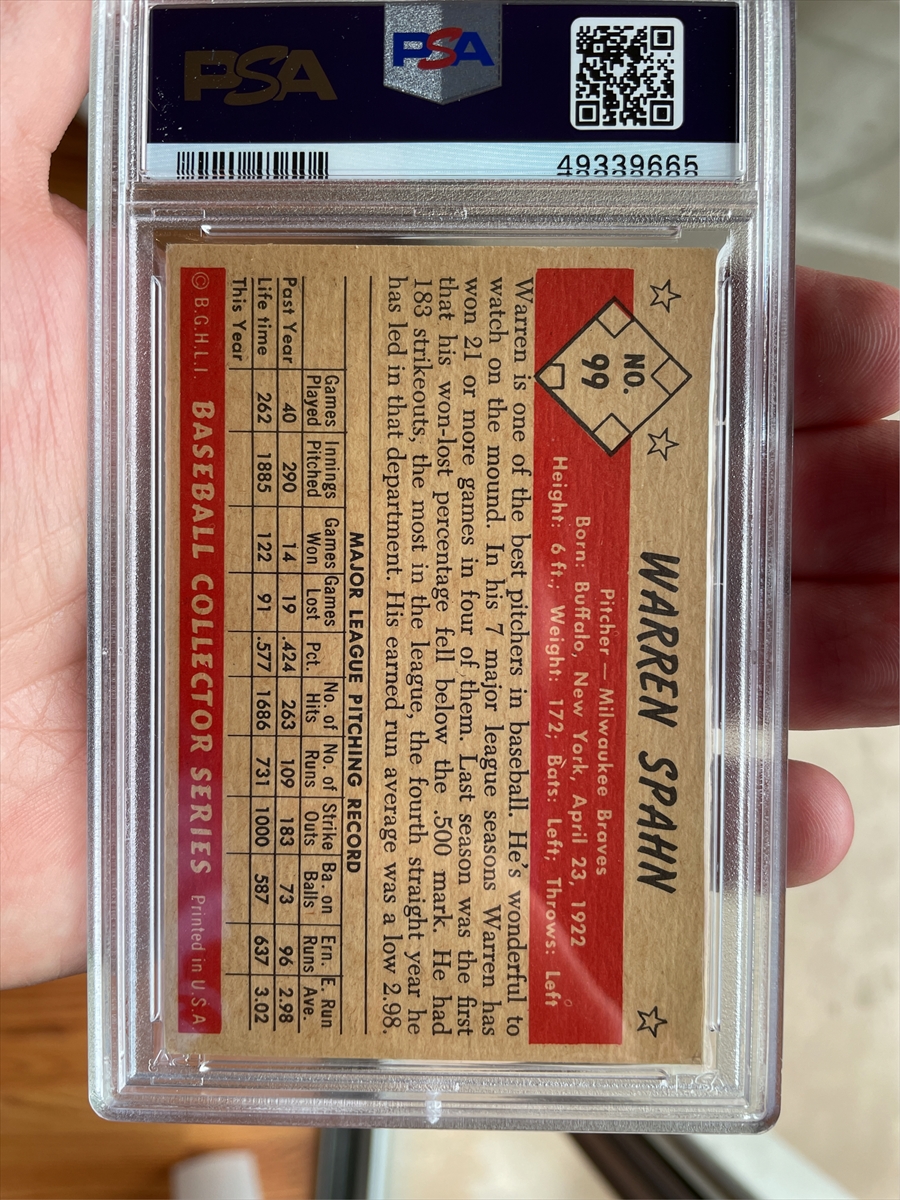 PSA
PSA
49339665
WARREN SPAHN
NO.
99
Pitcher — Milwaukee Braves
Born: Buffalo, New York, April 23, 1922
Height: 6 ft.; Weight: 172; Bats: Left; Throws: Left
Warren is one of the best pitchers in baseball. He's wonderful to
watch on the mound. In his 7 major league seasons Warren has
won 21 or more games in four of them. Last season was the first
that his won-lost percentage fell below the .500 mark. He had
183 strikeouts, the most in the league, the fourth straight year he
has led in that department. His earned run average was a low 2.98.
MAJOR LEAGUE PITCHING RECORD
Games Innings Games Games No. of No. of Strike Ba. on Ern. E. Run
Played Pitched Won Lost Pct. Hits Runs Outs Balls Runs Ave.
Past Year 40 290 14 19 .424 263 109 183 73 96 2.98
Life time 262 1885 122 91 .577 1686 731 1000 587 637 3.02
This Year
© B.G.H.L.I. BASEBALL COLLECTOR SERIES Printed in U.S.A